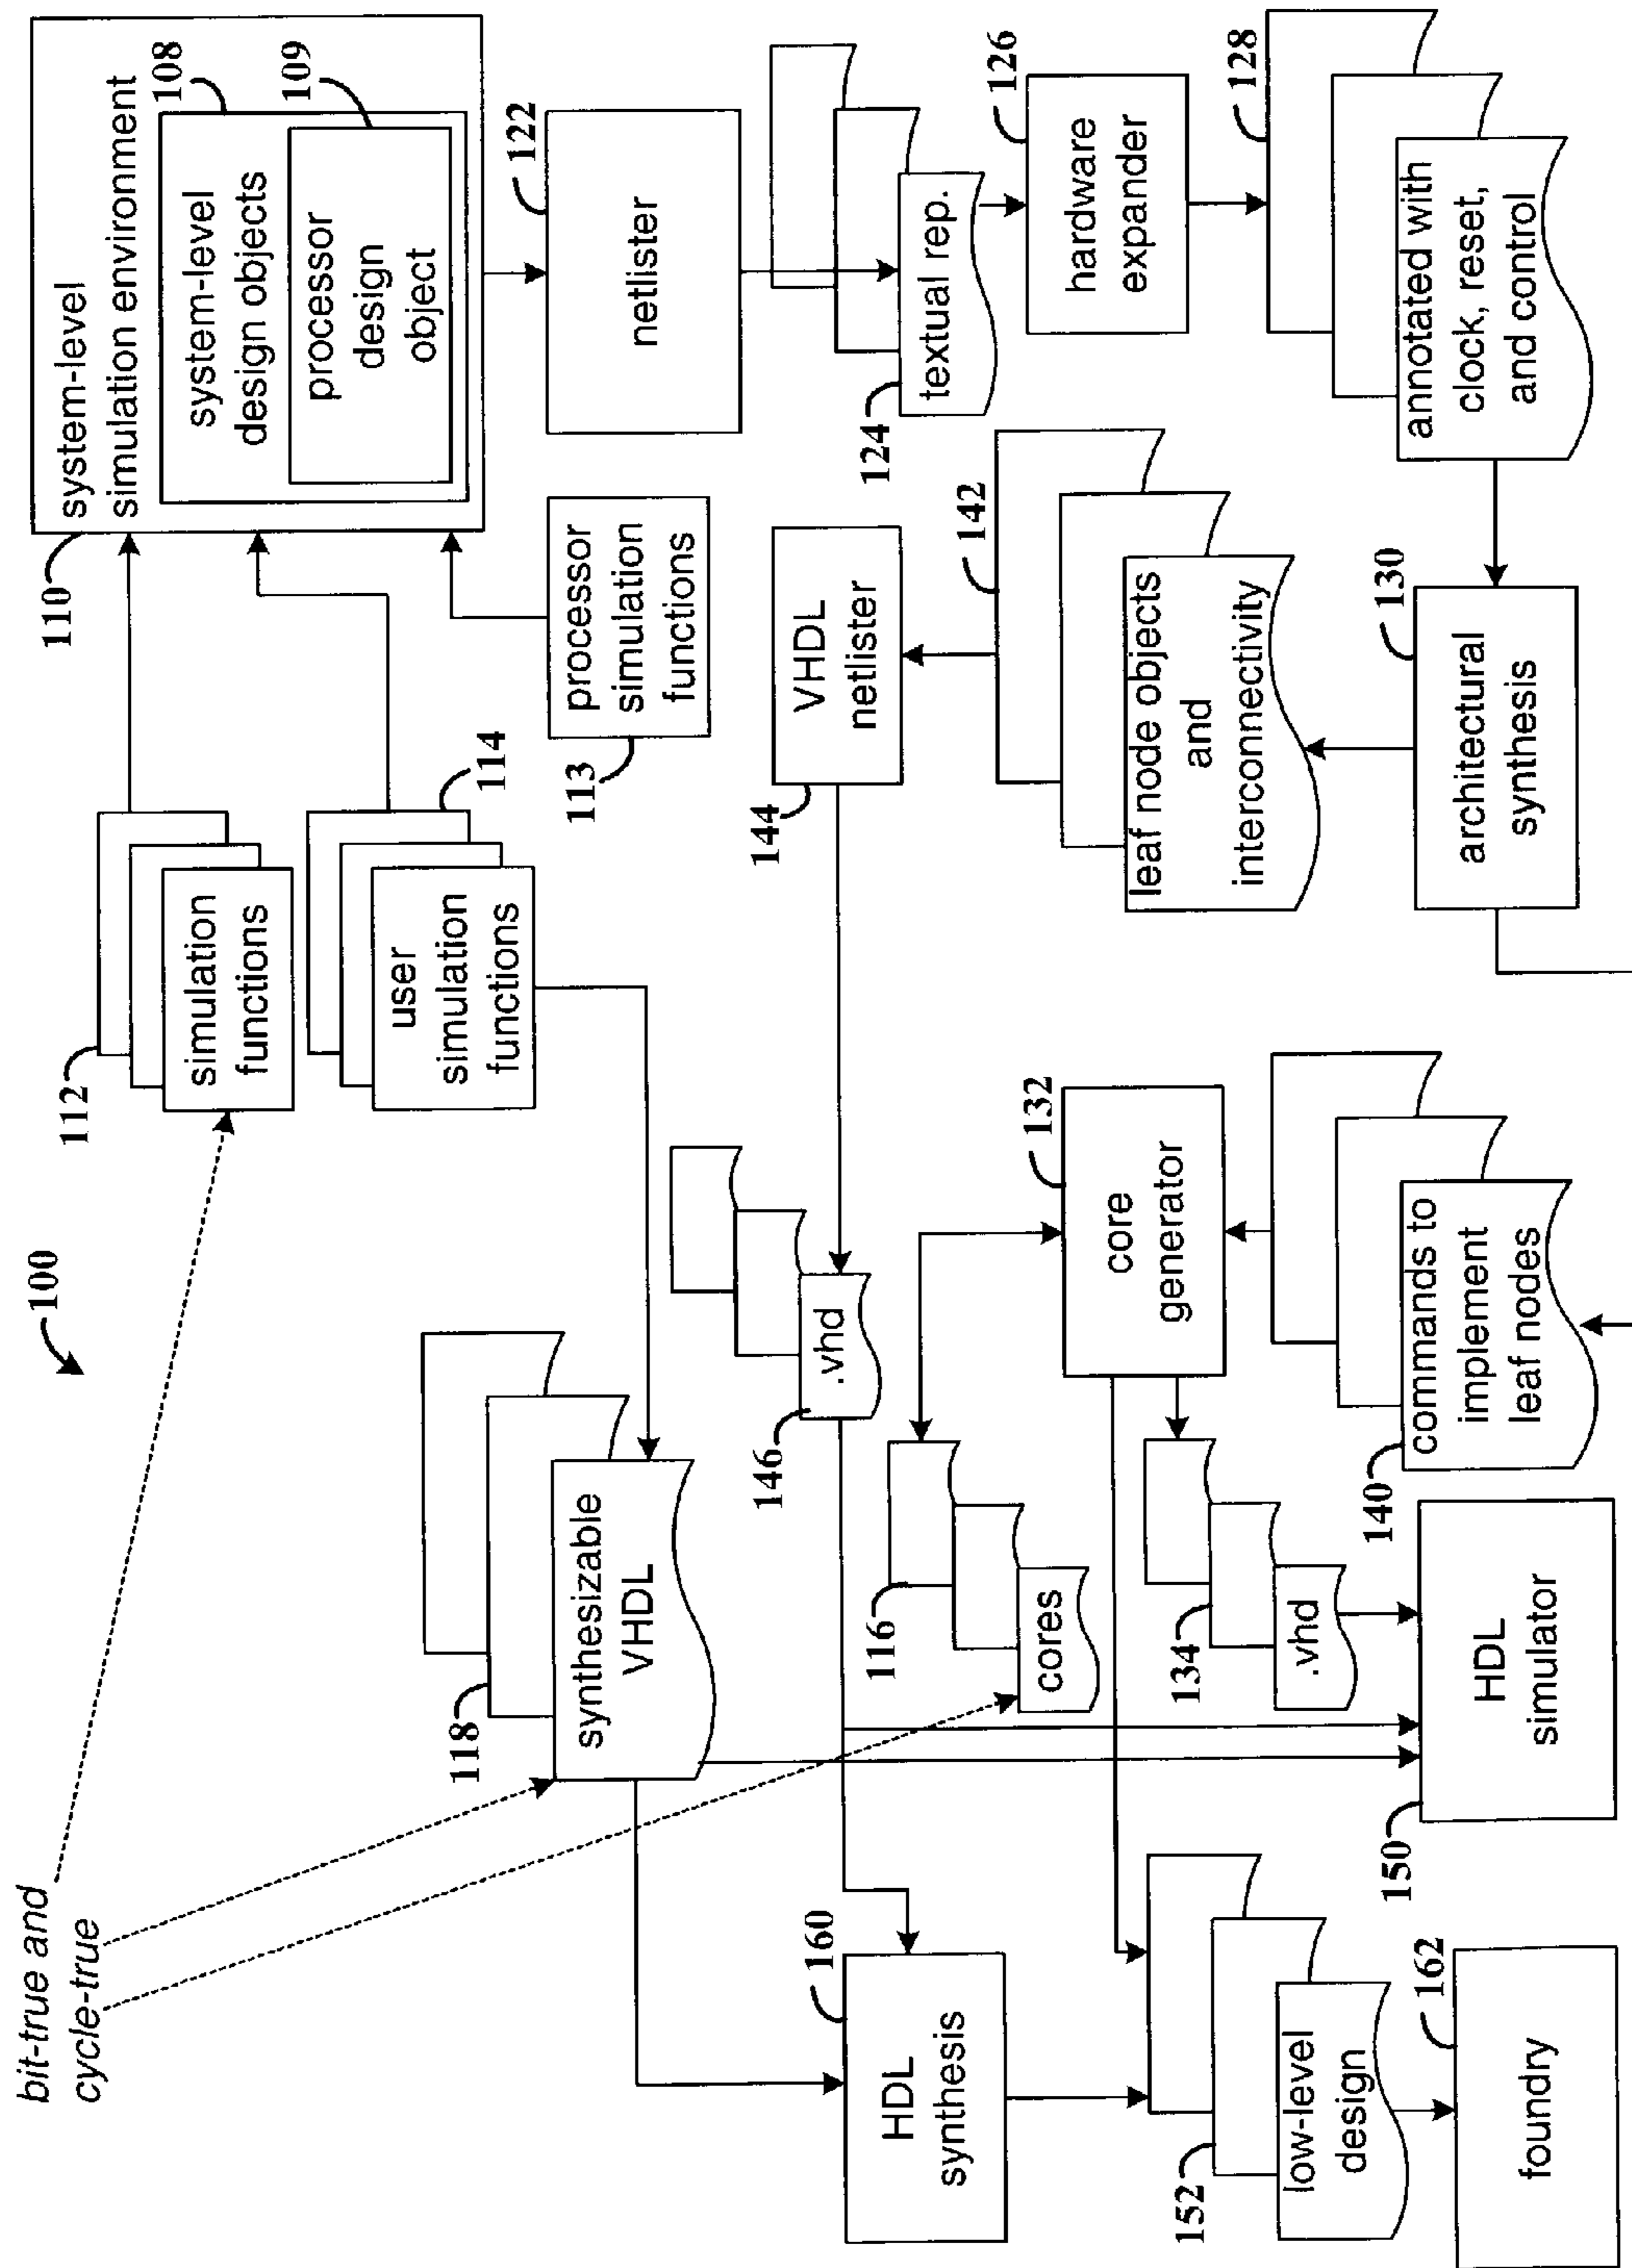 bit-true and
cycle-true
100
112
simulation
functions
114
user
simulation
functions
110
system-level
simulation environment
108
system-level
design objects
109
processor
design
object
113
processor
simulation
functions
122
netlister
124
textual rep.
126
hardware
expander
128
annotated with
clock, reset,
and control
130
architectural
synthesis
142
leaf node objects
and
interconnectivity
144
VHDL
netlister
146
.vhd
118
synthesizable
VHDL
132
core
generator
116
cores
134
.vhd
140
commands to
implement
leaf nodes
150
HDL
simulator
160
HDL
synthesis
152
low-level
design
162
foundry